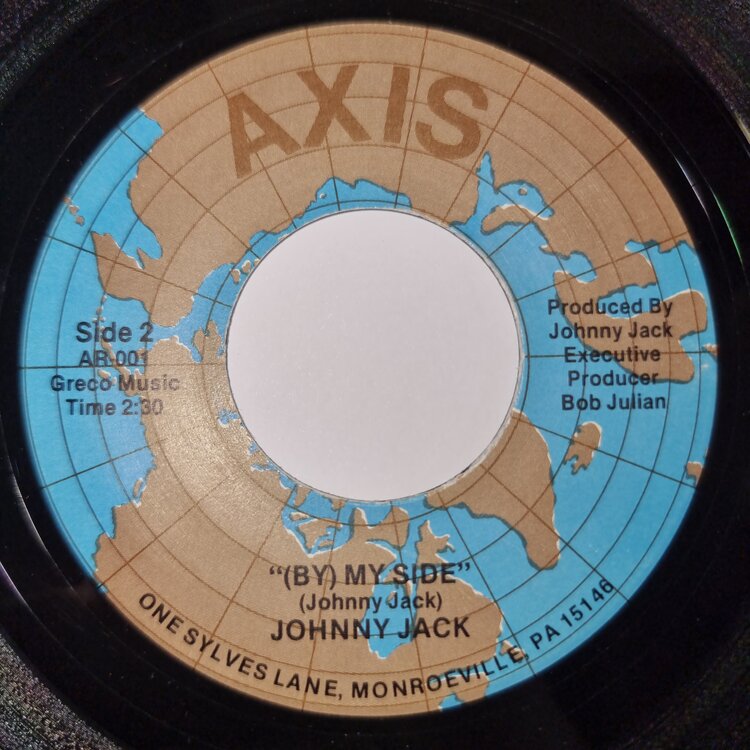 AXIS
Side 2
AR-001
Greco Music
Time 2:30
Produced By
Johnny Jack
Executive
Producer
Bob Julian
“(BY) MY SIDE”
(Johnny Jack)
JOHNNY JACK
ONE SYLVES LANE, MONROEVILLE, PA 15146